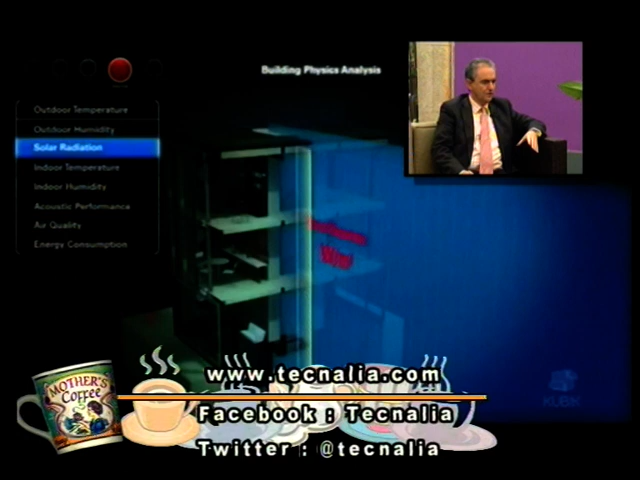 Building Physics Analysis
Outdoor Temperature
Outdoor Humidity
Solar Radiation
Indoor Temperature
Indoor Humidity
Acoustic Performance
Air Quality
Energy Consumption
KUBIK
MOTHER'S
Coffee
www.tecnalia.com
Facebook : Tecnalia
Twitter : @tecnalia